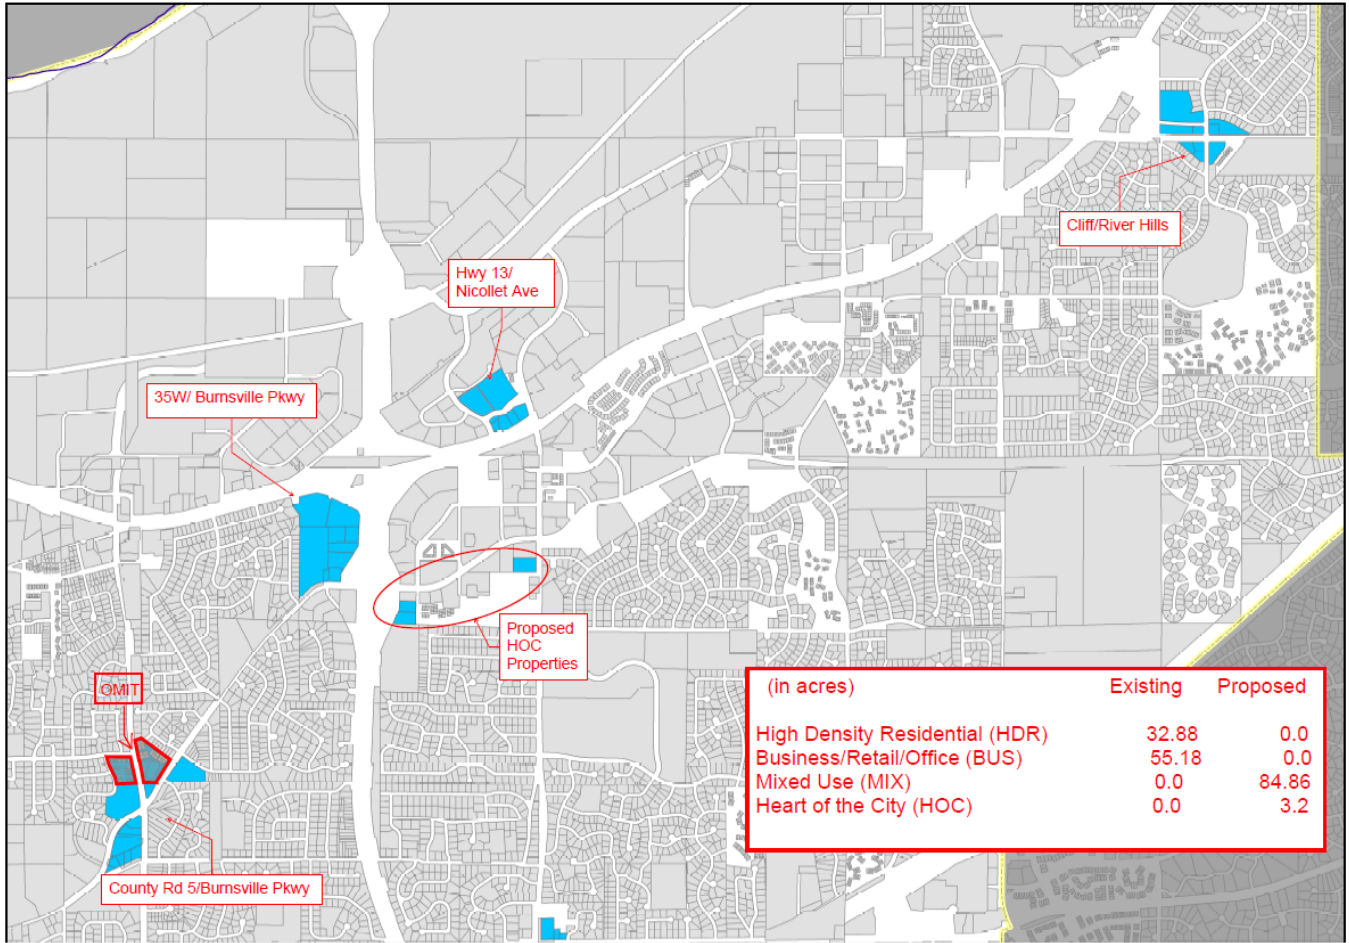 Cliff/River Hills
Hwy 13/
Nicollet Ave
35W/ Burnsville Pkwy
Proposed
HOC
Properties
OMIT
County Rd 5/Burnsville Pkwy
(in acres) Existing Proposed
High Density Residential (HDR) 32.88 0.0
Business/Retail/Office (BUS) 55.18 0.0
Mixed Use (MIX) 0.0 84.86
Heart of the City (HOC) 0.0 3.2